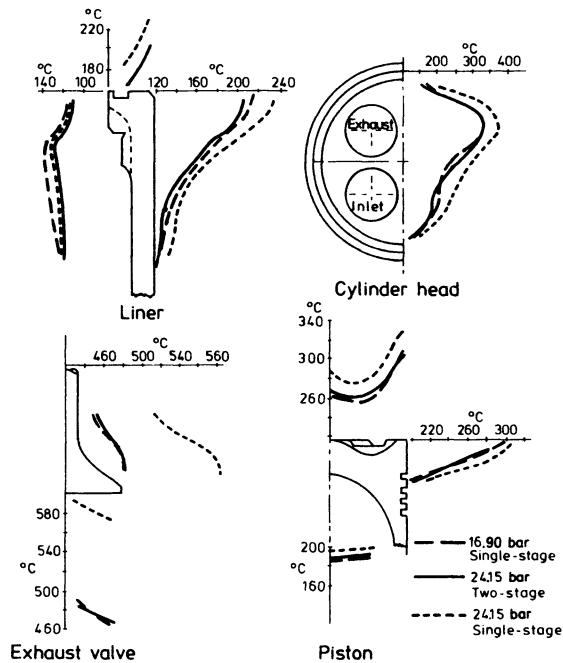 °C
220
180
°C
140 100
120 160 200 240
°C
Liner
°C
200 300 400
Exhaust
Inlet
Cylinder head
°C
460 500 540 560
580
540
°C
500
460
Exhaust valve
°C
340
300
260
°C
220 260 300
200
°C
160
Piston
16.90 bar
Single-stage
24.15 bar
Two-stage
24.15 bar
Single-stage